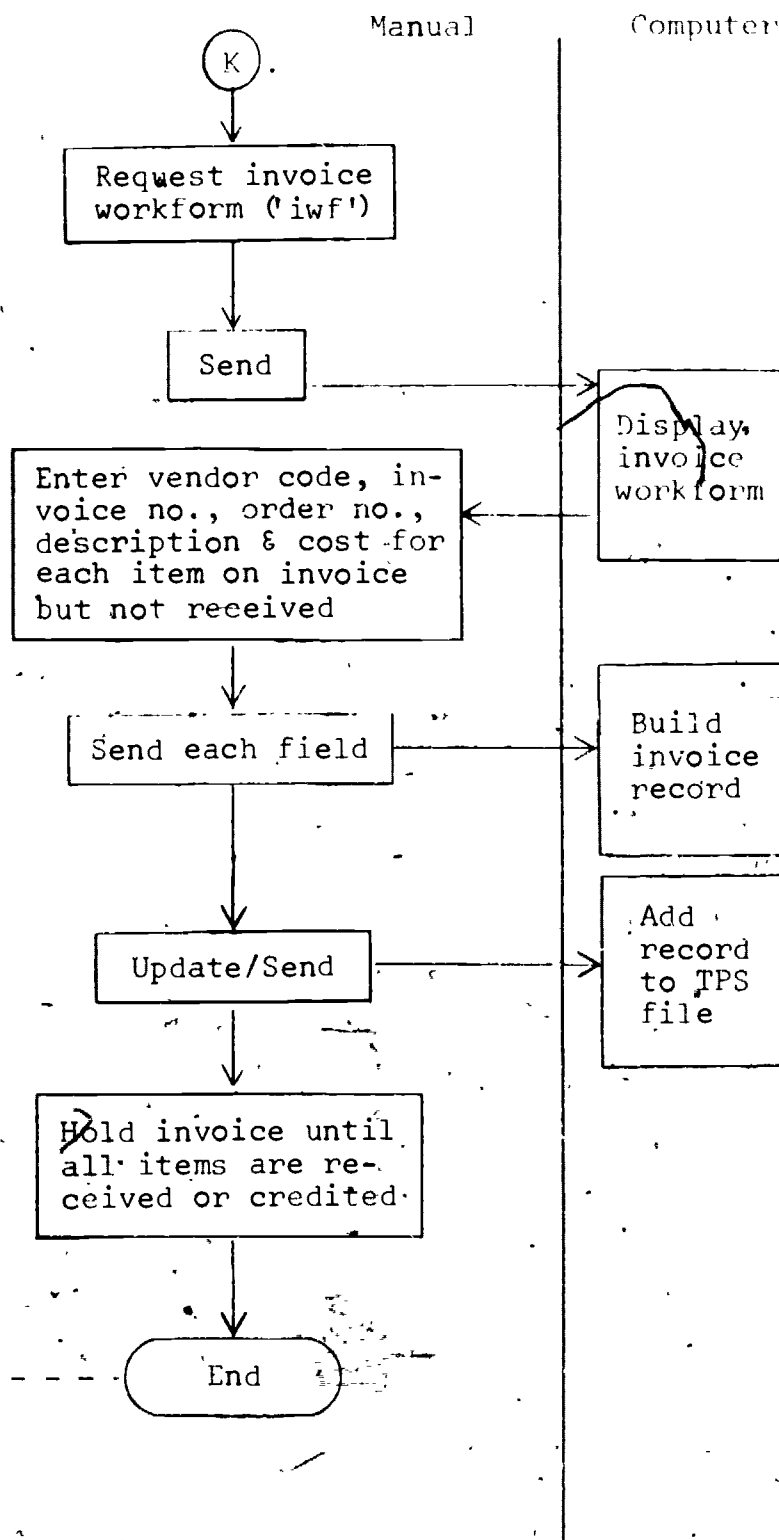 Manual
Computer
K
Request invoice
workform ('iwf')
Send
Display
invoice
workform
Enter vendor code, in-
voice no., order no.,
description & cost for
each item on invoice
but not received
Send each field
Build
invoice
record
Update/Send
Add
record
to TPS
file
Hold invoice until
all items are re-
ceived or credited
End